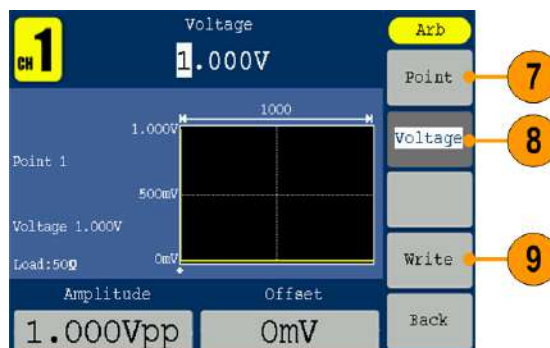 CH 1
Voltage
1.000V
Arb
Point
7
Voltage
8
Write
9
Back
1000
1.000V
Point 1
500mV
Voltage 1.000V
0mV
Load:50Ω
Amplitude
Offset
1.000Vpp
0mV